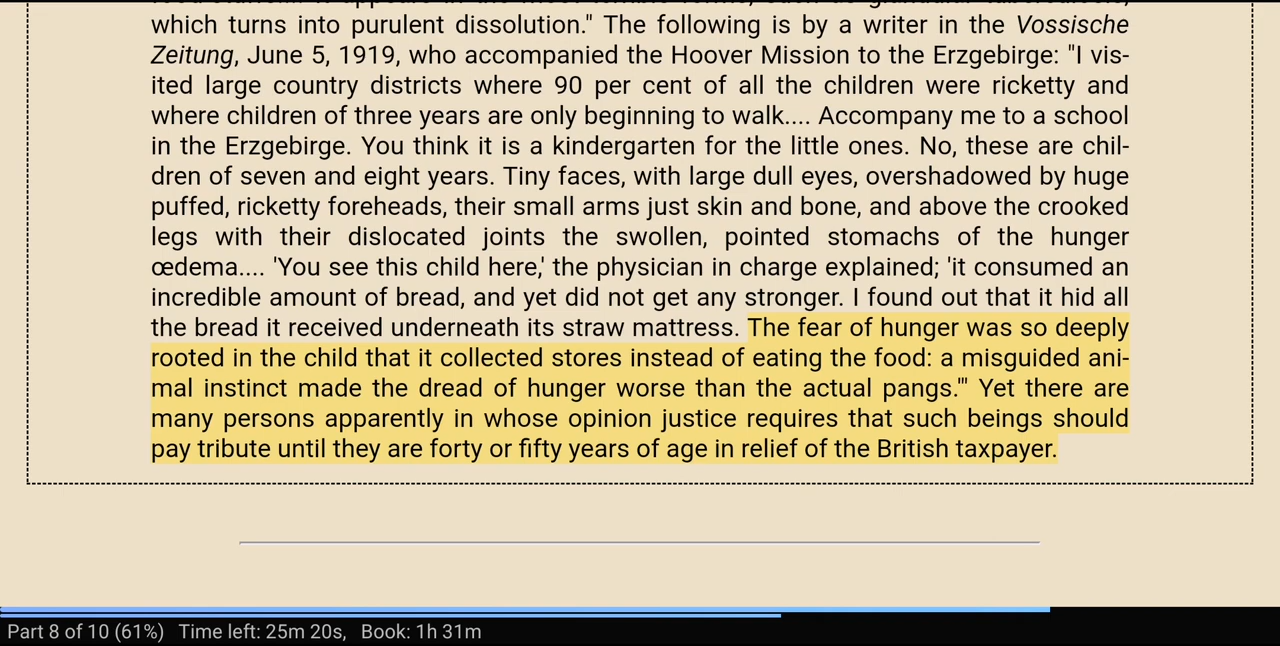 which turns into purulent dissolution." The following is by a writer in the Vossische
Zeitung, June 5, 1919, who accompanied the Hoover Mission to the Erzgebirge: "I vis-
ited large country districts where 90 per cent of all the children were ricketty and
where children of three years are only beginning to walk.... Accompany me to a school
in the Erzgebirge. You think it is a kindergarten for the little ones. No, these are chil-
dren of seven and eight years. Tiny faces, with large dull eyes, overshadowed by huge
puffed, ricketty foreheads, their small arms just skin and bone, and above the crooked
legs with their dislocated joints the swollen, pointed stomachs of the hunger
œdema.... 'You see this child here,' the physician in charge explained; 'it consumed an
incredible amount of bread, and yet did not get any stronger. I found out that it hid all
the bread it received underneath its straw mattress. The fear of hunger was so deeply
rooted in the child that it collected stores instead of eating the food: a misguided ani-
mal instinct made the dread of hunger worse than the actual pangs.'" Yet there are
many persons apparently in whose opinion justice requires that such beings should
pay tribute until they are forty or fifty years of age in relief of the British taxpayer.
Part 8 of 10 (61%) Time left: 25m 20s, Book: 1h 31m